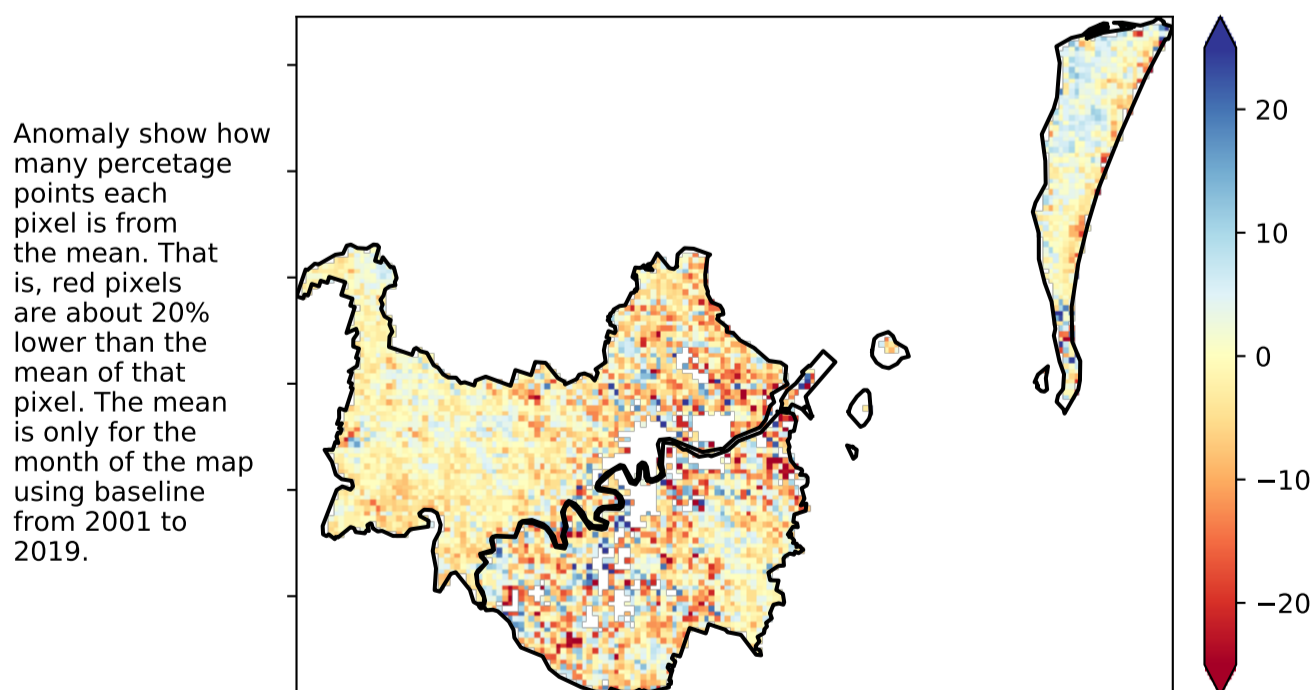 Anomaly show how
many percetage
points each
pixel is from
the mean. That
is, red pixels
are about 20%
lower than the
mean of that
pixel. The mean
is only for the
month of the map
using baseline
from 2001 to
2019.
20
10
0
−10
−20